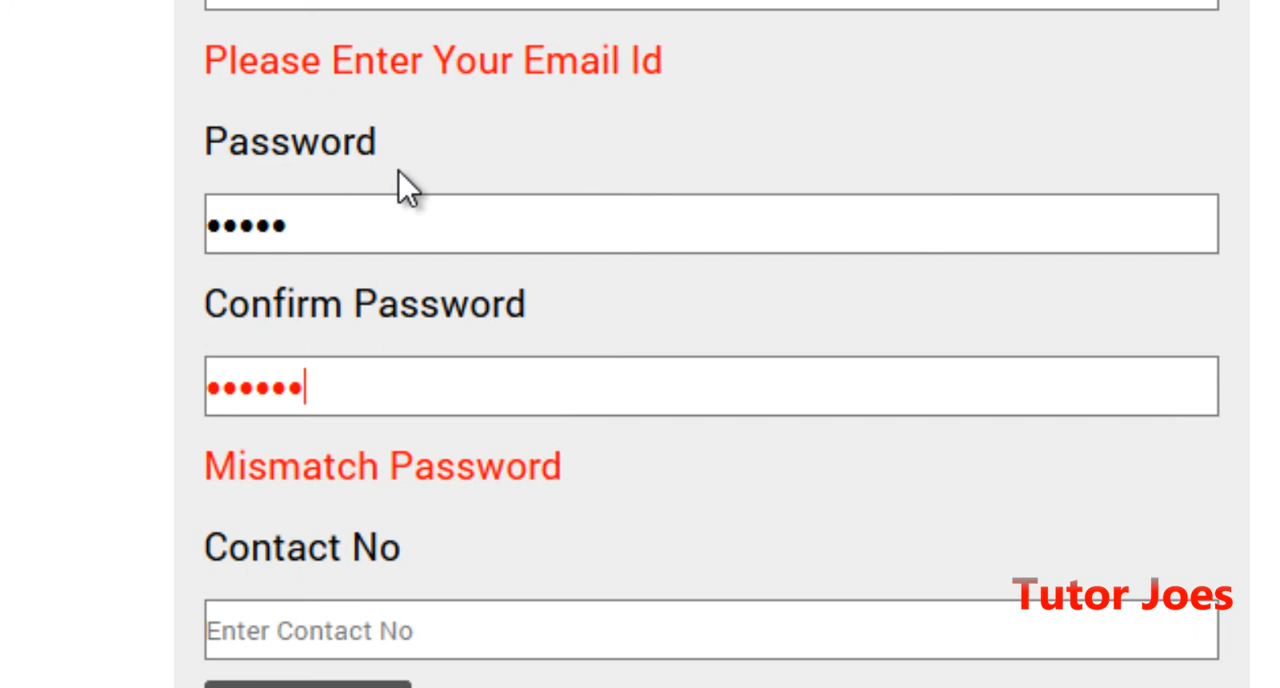 Please Enter Your Email Id
Password
•••••
Confirm Password
••••••
Mismatch Password
Contact No
Tutor Joes
Enter Contact No